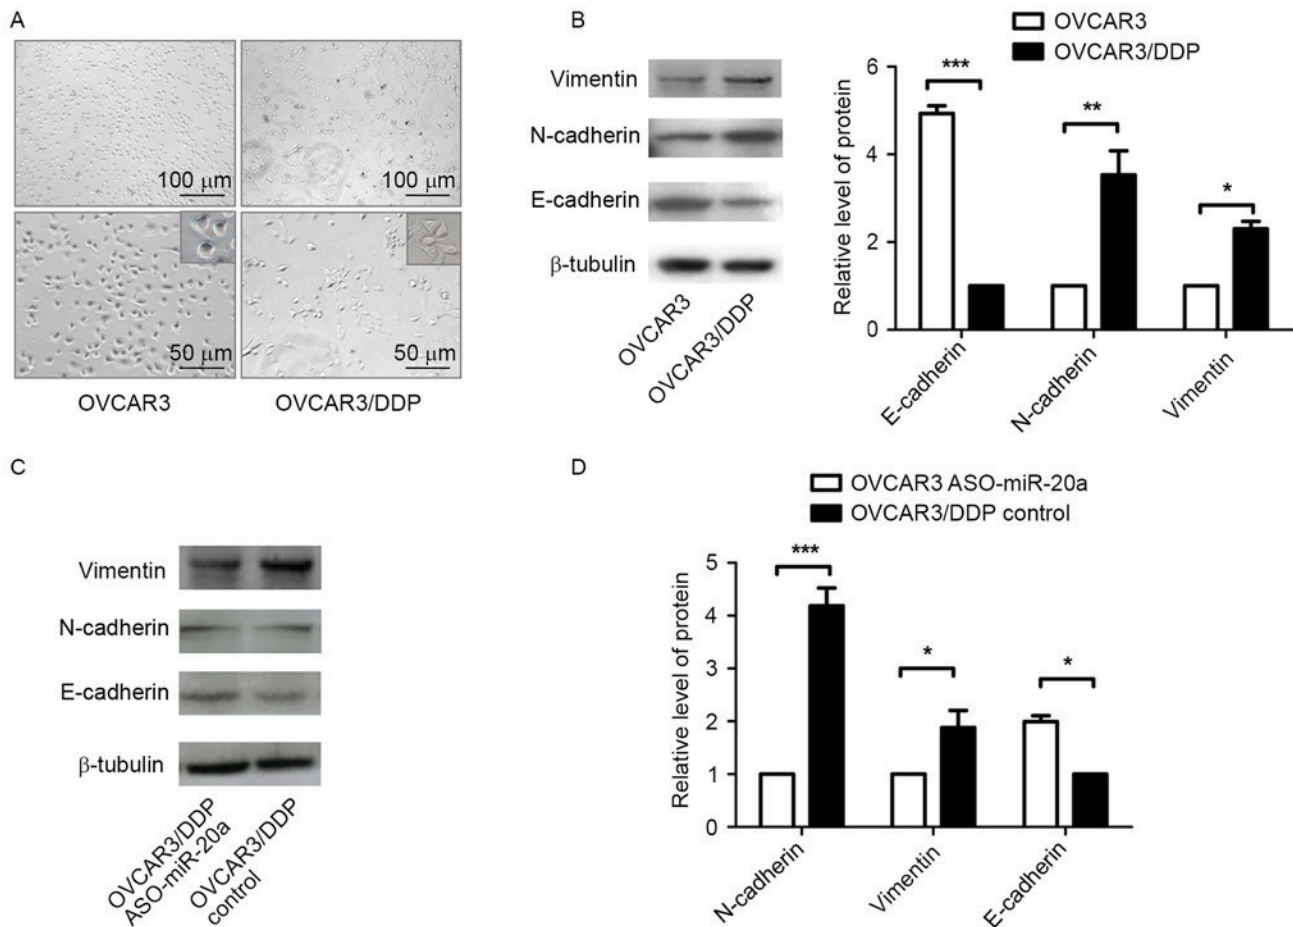 A
100 μm
100 μm
50 μm
50 μm
OVCAR3
OVCAR3/DDP
B
Vimentin
N-cadherin
E-cadherin
β-tubulin
OVCAR3
OVCAR3/DDP
OVCAR3
OVCAR3/DDP
Relative level of protein
8
6
4
2
0
***
**
*
E-cadherin
N-cadherin
Vimentin
C
Vimentin
N-cadherin
E-cadherin
β-tubulin
OVCAR3/DDP
ASO-miR-20a
OVCAR3/DDP
control
D
OVCAR3 ASO-miR-20a
OVCAR3/DDP control
Relative level of protein
5
4
3
2
1
0
***
*
*
N-cadherin
Vimentin
E-cadherin